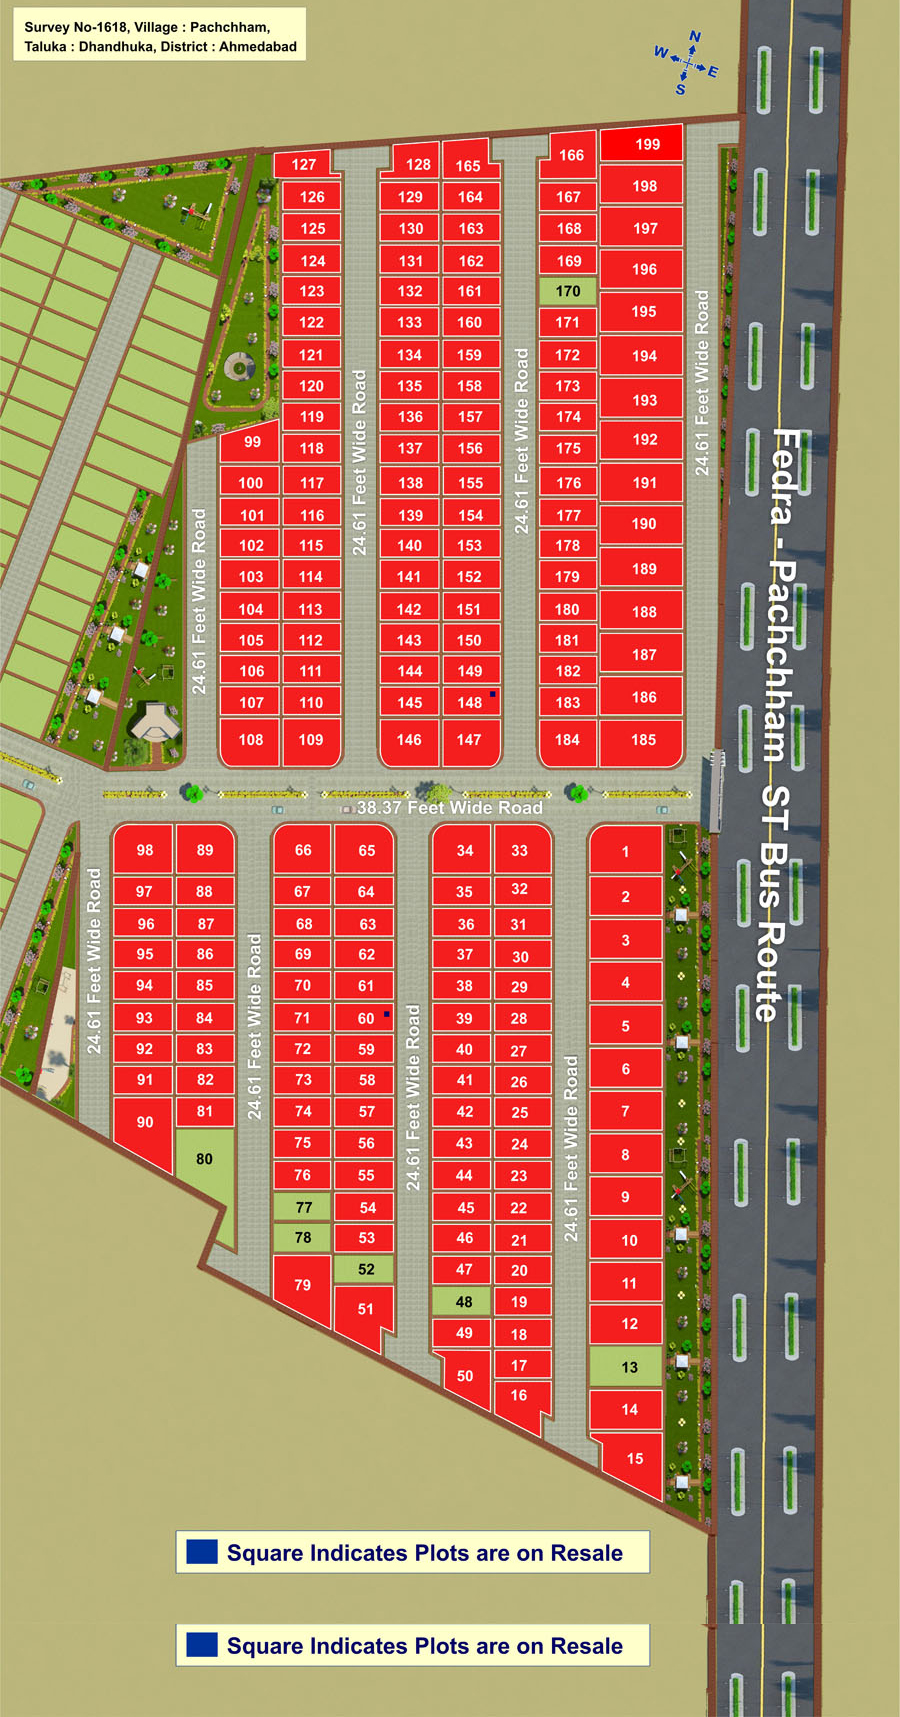 Survey No-1618, Village : Pachchham,
Taluka : Dhandhuka, District : Ahmedabad
N
W
E
S
127 128 165 166 199
126 129 164 167 198
125 130 163 168 197
124 131 162 169 196
123 132 161 170 195
122 133 160 171
121 134 159 172 194
120 135 158 173 193
119 136 157 174
99 118 137 156 175 192
100 117 138 155 176 191
101 116 139 154 177 190
102 115 140 153 178
103 114 141 152 179 189
104 113 142 151 180 188
105 112 143 150 181 187
106 111 144 149 182
107 110 145 148 183 186
108 109 146 147 184 185
24.61 Feet Wide Road
24.61 Feet Wide Road
24.61 Feet Wide Road
24.61 Feet Wide Road
Fedra - Pachchham ST Bus Route
38.37 Feet Wide Road
98 89 66 65 34 33 1
97 88 67 64 35 32 2
96 87 68 63 36 31 3
95 86 69 62 37 30
94 85 70 61 38 29 4
93 84 71 60 39 28 5
92 83 72 59 40 27 6
91 82 73 58 41 26
90 81 74 57 42 25 7
80 75 56 43 24 8
76 55 44 23 9
77 54 45 22
78 53 46 21 10
79 52 47 20 11
51 48 19 12
49 18
50 17 13
16 14
15
24.61 Feet Wide Road
24.61 Feet Wide Road
24.61 Feet Wide Road
24.61 Feet Wide Road
Square Indicates Plots are on Resale
Square Indicates Plots are on Resale